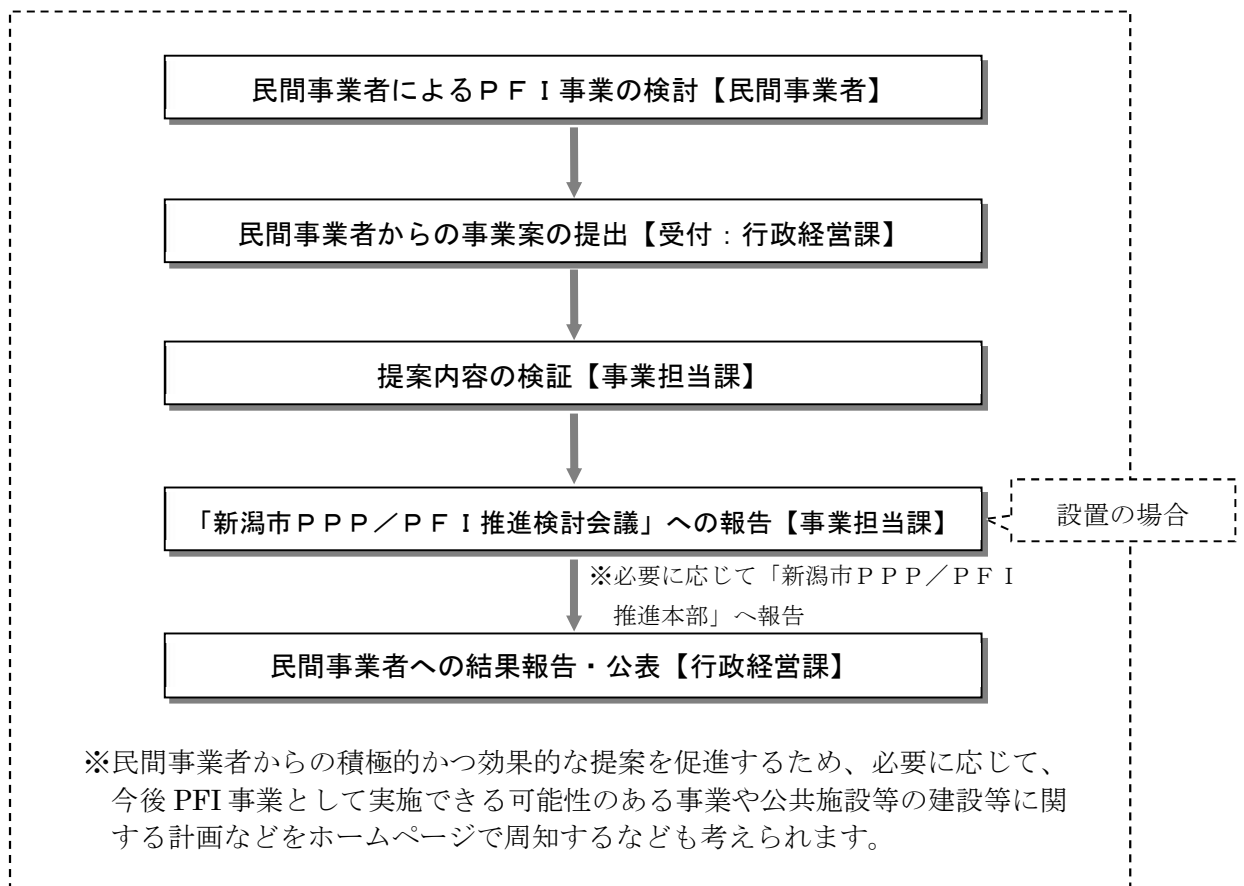 民間事業者によるＰＦＩ事業の検討【民間事業者】
民間事業者からの事業案の提出【受付：行政経営課】
提案内容の検証【事業担当課】
「新潟市ＰＰＰ／ＰＦＩ推進検討会議」への報告【事業担当課】
設置の場合
※必要に応じて「新潟市ＰＰＰ／ＰＦＩ
推進本部」へ報告
民間事業者への結果報告・公表【行政経営課】
※民間事業者からの積極的かつ効果的な提案を促進するため、必要に応じて、
今後 PFI 事業として実施できる可能性のある事業や公共施設等の建設等に関
する計画などをホームページで周知するなども考えられます。